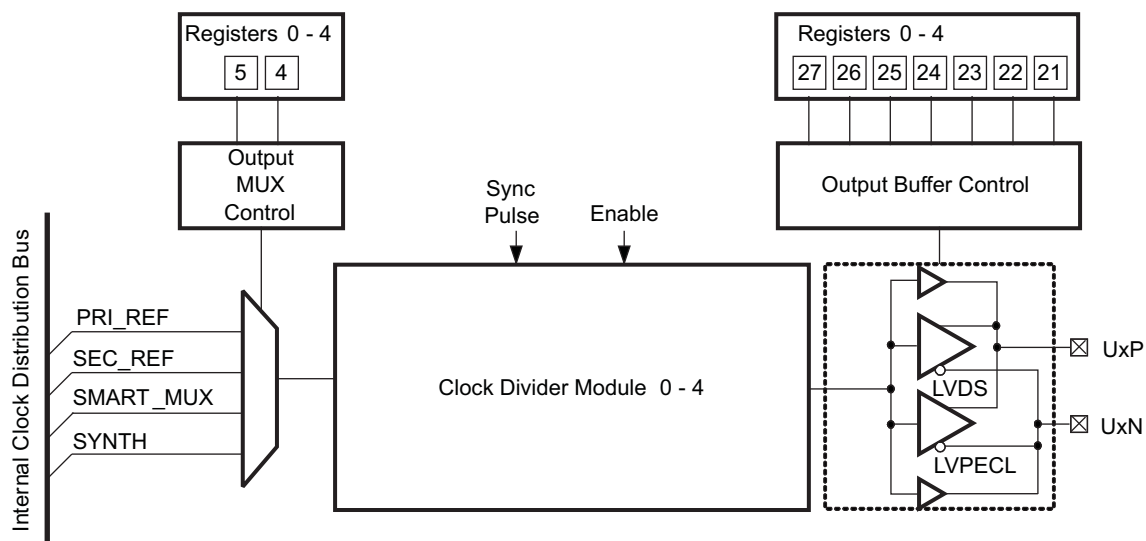 Registers 0 - 4
5 4
Output
MUX
Control
Registers 0 - 4
27 26 25 24 23 22 21
Output Buffer Control
Sync
Pulse
Enable
Internal Clock Distribution Bus
PRI_REF
SEC_REF
SMART_MUX
SYNTH
Clock Divider Module 0 - 4
LVDS
LVPECL
UxP
UxN